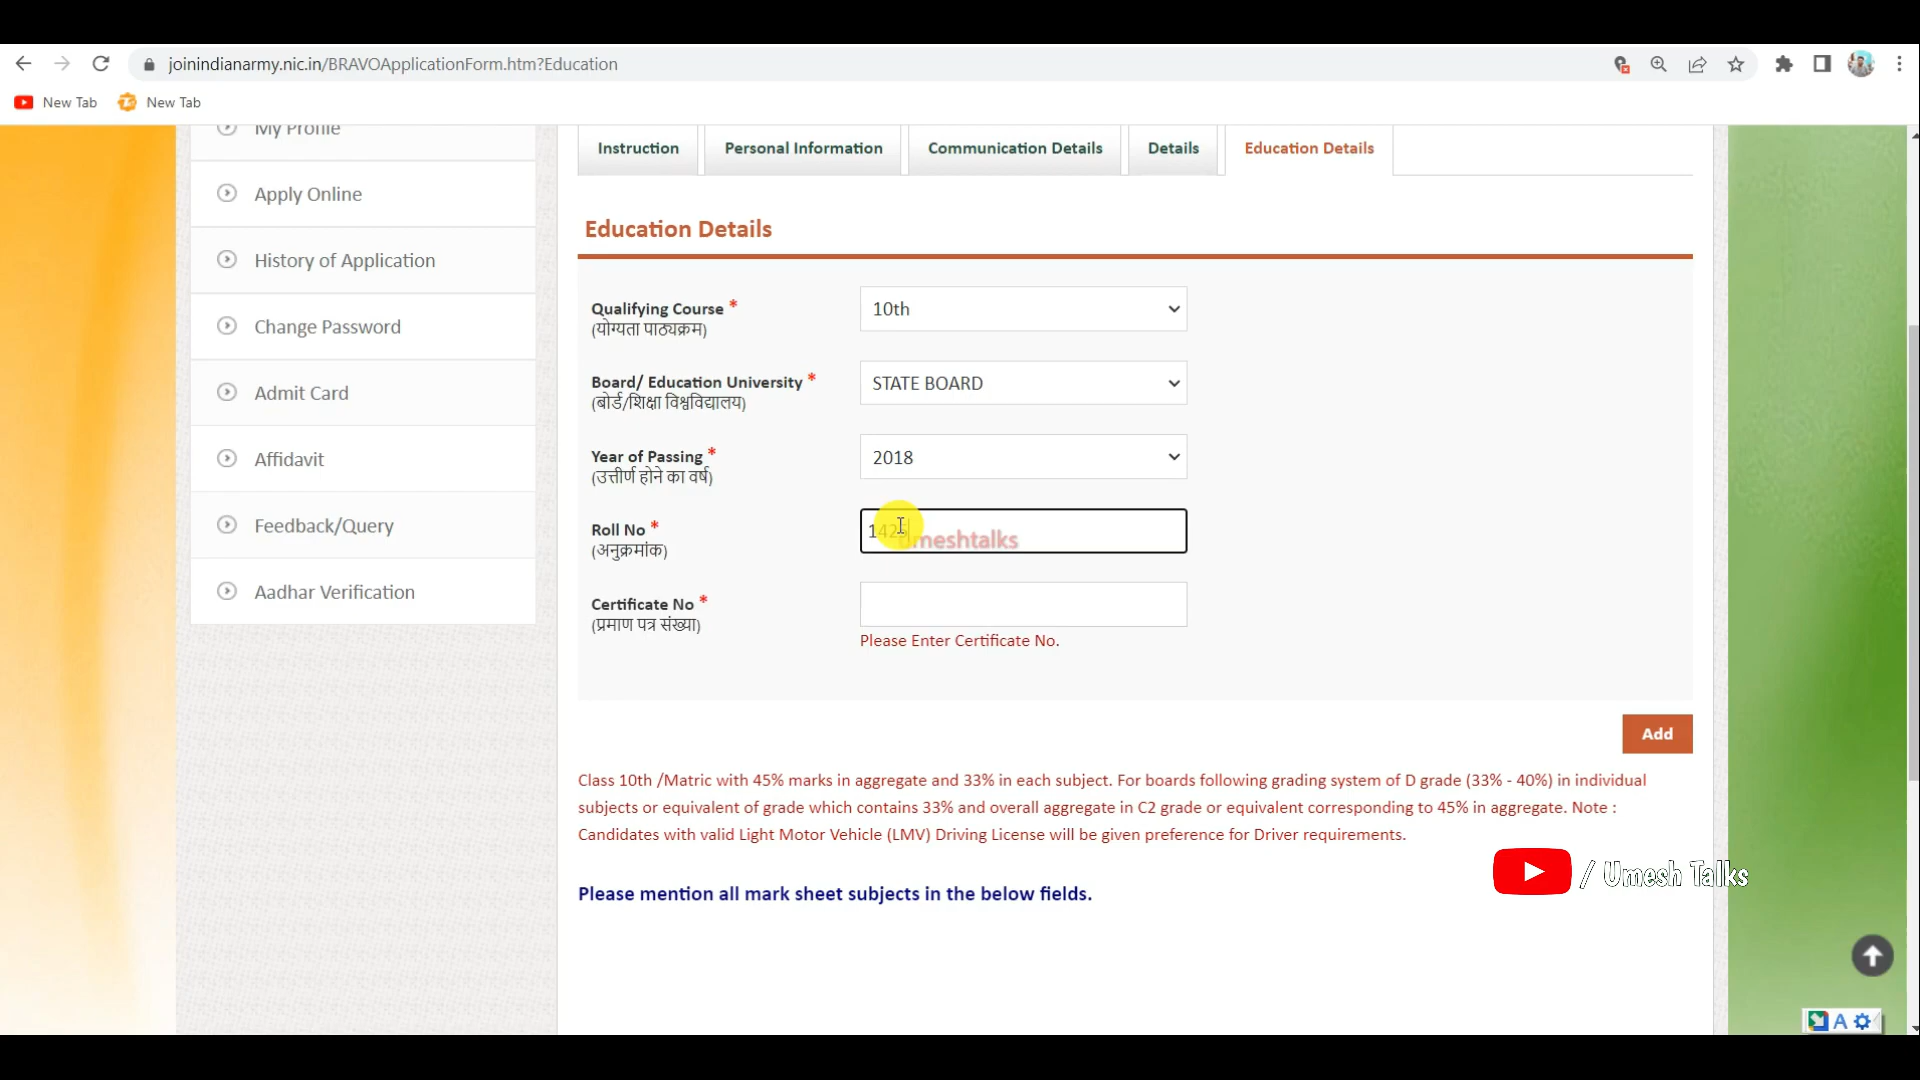 joinindianarmy.nic.in/BRAVOApplicationForm.htm?Education
New Tab
New Tab
My Profile
Apply Online
History of Application
Change Password
Admit Card
Affidavit
Feedback/Query
Aadhar Verification
Instruction
Personal Information
Communication Details
Details
Education Details
Education Details
Qualifying Course *
(योग्यता पाठ्यक्रम)
10th
Board/ Education University *
(बोर्ड/शिक्षा विश्वविद्यालय)
STATE BOARD
Year of Passing *
(उत्तीर्ण होने का वर्ष)
2018
Roll No *
(अनुक्रमांक)
umeshtalks
Certificate No *
(प्रमाण पत्र संख्या)
Please Enter Certificate No.
Add
Class 10th /Matric with 45% marks in aggregate and 33% in each subject. For boards following grading system of D grade (33% - 40%) in individual
subjects or equivalent of grade which contains 33% and overall aggregate in C2 grade or equivalent corresponding to 45% in aggregate. Note :
Candidates with valid Light Motor Vehicle (LMV) Driving License will be given preference for Driver requirements.
/ Umesh Talks
Please mention all mark sheet subjects in the below fields.
A